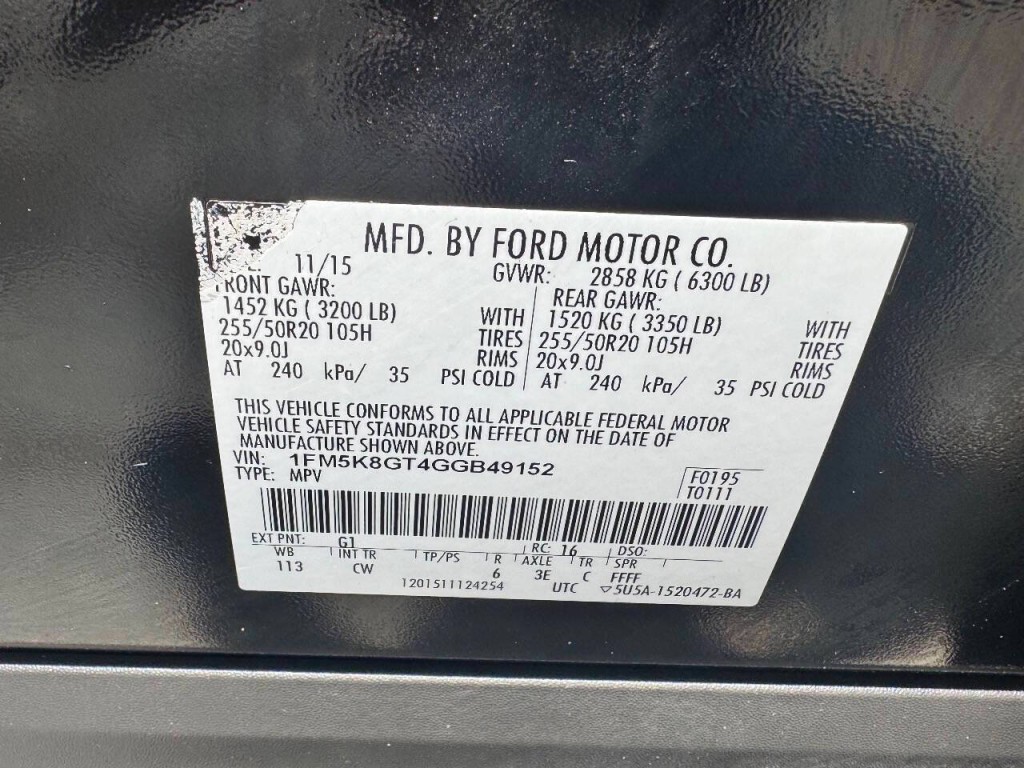 MFD. BY FORD MOTOR CO.
11/15 GVWR: 2858 KG ( 6300 LB)
FRONT GAWR: REAR GAWR:
1452 KG ( 3200 LB) WITH 1520 KG ( 3350 LB) WITH
255/50R20 105H TIRES 255/50R20 105H TIRES
20x9.0J RIMS 20x9.0J RIMS
AT 240 kPa/ 35 PSI COLD AT 240 kPa/ 35 PSI COLD
THIS VEHICLE CONFORMS TO ALL APPLICABLE FEDERAL MOTOR
VEHICLE SAFETY STANDARDS IN EFFECT ON THE DATE OF
MANUFACTURE SHOWN ABOVE.
VIN: 1FM5K8GT4GGB49152
TYPE: MPV F0195
T0111
EXT PNT: G1 RC: 16 DSO:
WB INT TR TP/PS R AXLE TR SPR
113 CW 6 3E C FFFF
1201511124254 UTC ▽5U5A-1520472-BA